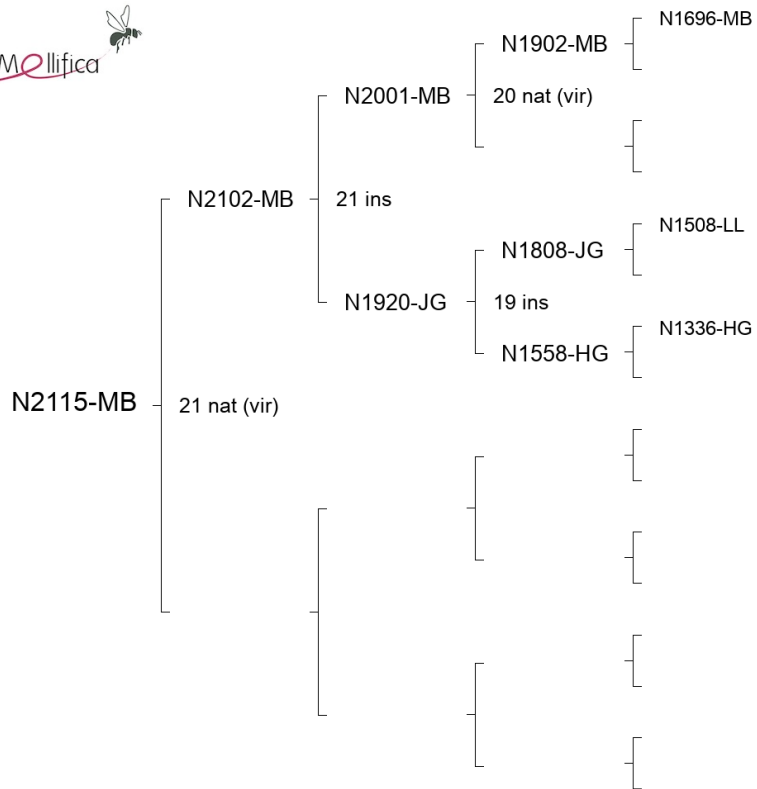 Mellifica
N1696-MB
N1902-MB
N2001-MB
20 nat (vir)
N2102-MB
21 ins
N1508-LL
N1808-JG
N1920-JG
19 ins
N1336-HG
N1558-HG
N2115-MB
21 nat (vir)